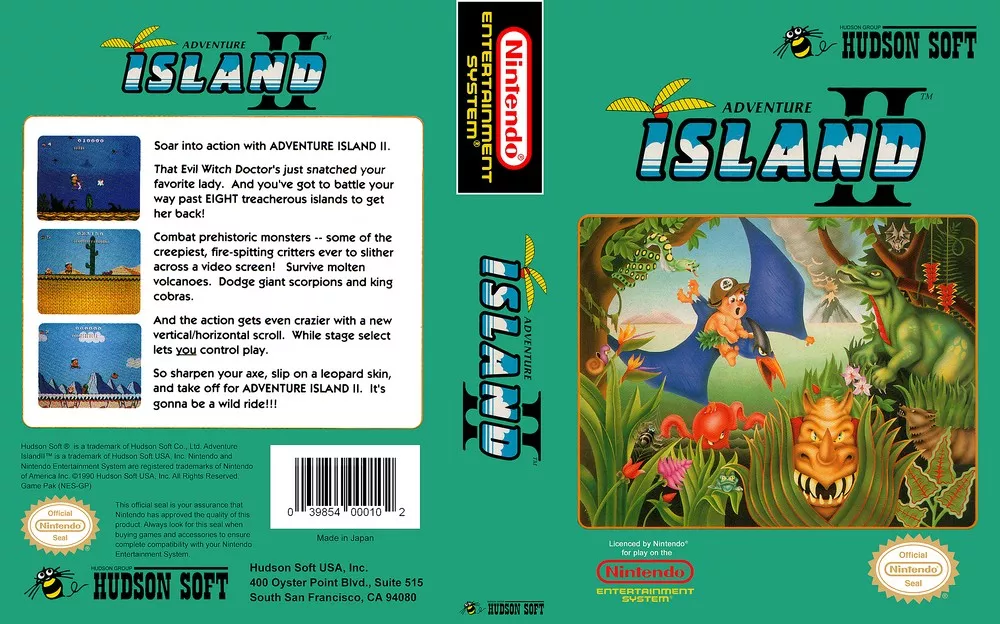 ADVENTURE
ISLAND II™
Soar into action with ADVENTURE ISLAND II.
That Evil Witch Doctor's just snatched your
favorite lady. And you've got to battle your
way past EIGHT treacherous islands to get
her back!
Combat prehistoric monsters -- some of the
creepiest, fire-spitting critters ever to slither
across a video screen! Survive molten
volcanoes. Dodge giant scorpions and king
cobras.
And the action gets even crazier with a new
vertical/horizontal scroll. While stage select
lets you control play.
So sharpen your axe, slip on a leopard skin,
and take off for ADVENTURE ISLAND II. It's
gonna be a wild ride!!!
Hudson Soft ® is a trademark of Hudson Soft Co., Ltd. Adventure
IslandII™ is a trademark of Hudson Soft USA, Inc. Nintendo and
Nintendo Entertainment System are registered trademarks of Nintendo
of America Inc. ©1990 Hudson Soft USA, Inc. All Rights Reserved.
Game Pak (NES-GP)
Official
Nintendo
Seal
®
This official seal is your assurance that
Nintendo has approved the quality of this
product. Always look for this seal when
buying games and accessories to ensure
complete compatibility with your Nintendo
Entertainment System.
0 39854 00010 2
Made in Japan
HUDSON GROUP
HUDSON SOFT
Hudson Soft USA, Inc.
400 Oyster Point Blvd., Suite 515
South San Francisco, CA 94080
Nintendo®
ENTERTAINMENT
SYSTEM®
ADVENTURE
ISLAND II™
HUDSON SOFT
HUDSON GROUP
HUDSON SOFT
ADVENTURE
ISLAND II™
Licenced by Nintendo®
for play on the
Nintendo
ENTERTAINMENT
SYSTEM®
Official
Nintendo
Seal
®